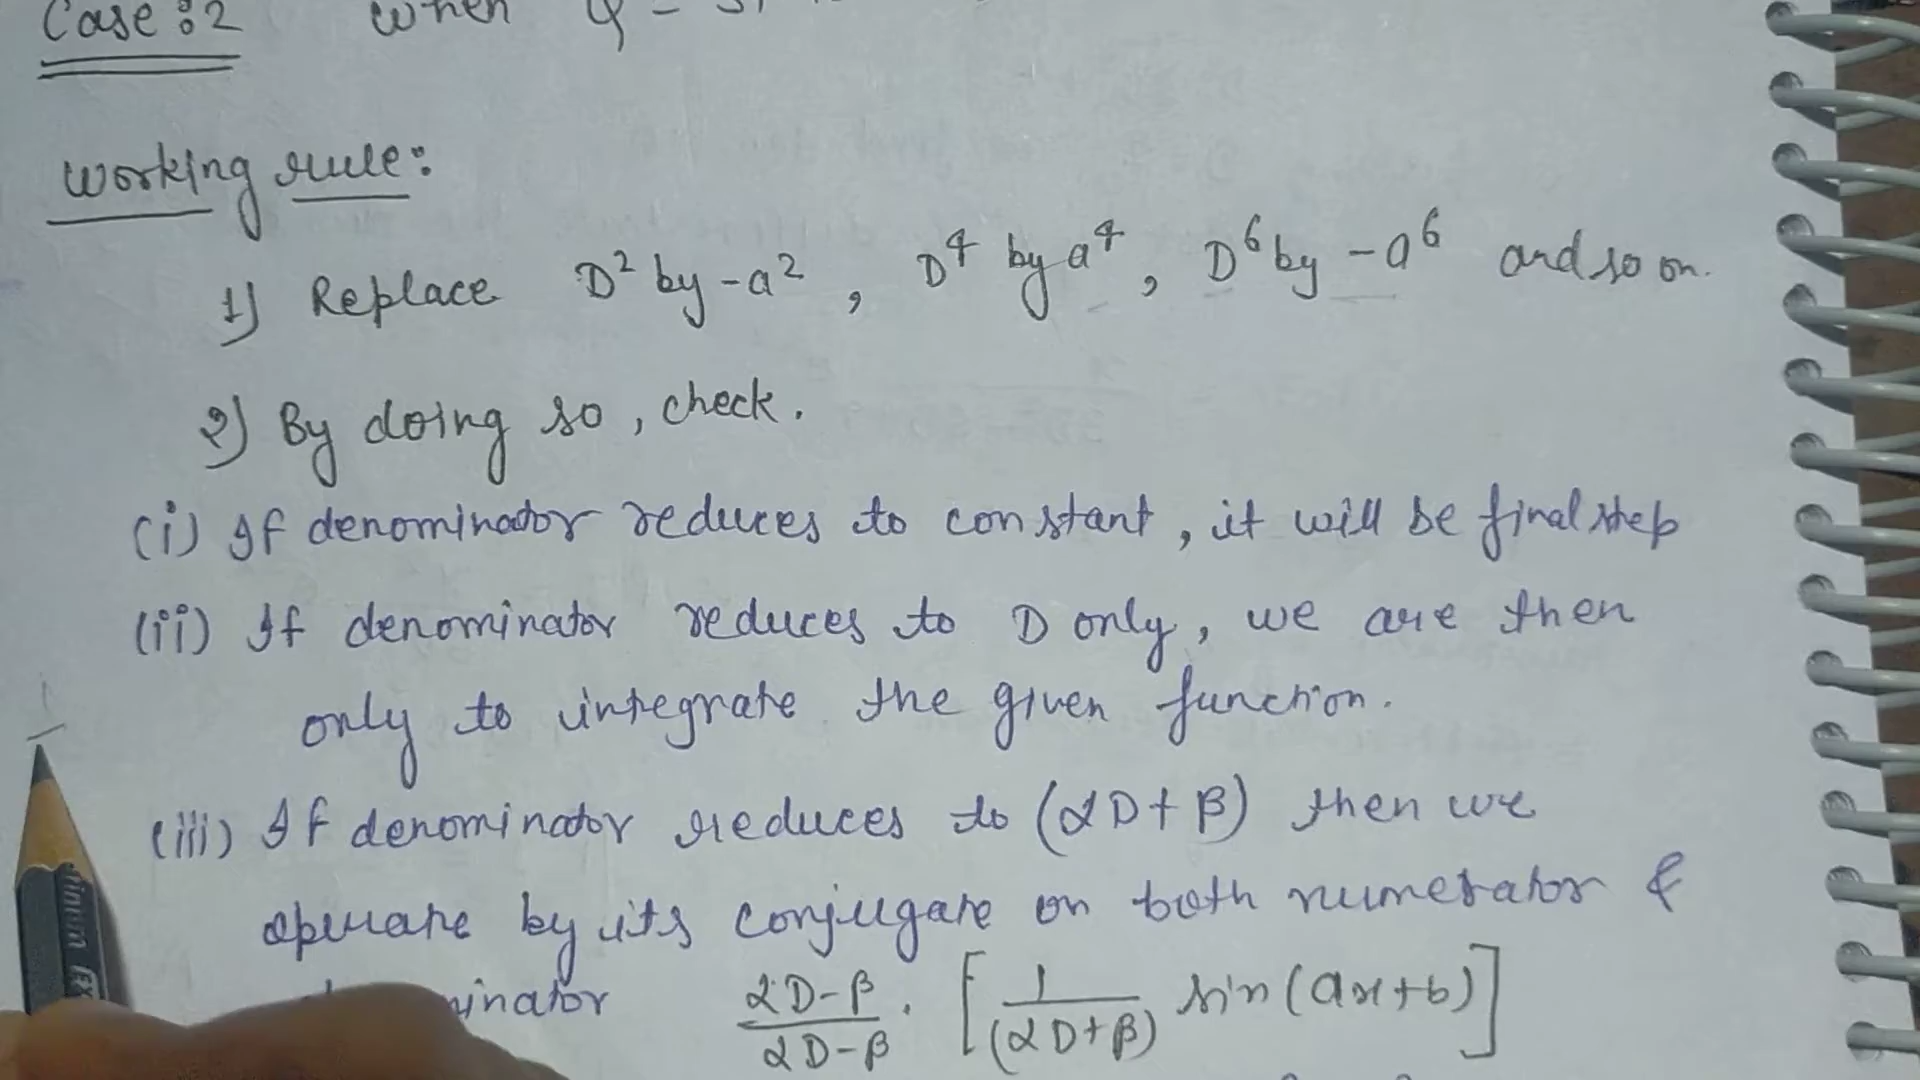 Case:2 When φ =
Working rule:
1) Replace D² by -a², D⁴ by a⁴, D⁶ by -a⁶ and so on.
2) By doing so, check.
(i) If denominator reduces to constant, it will be final step
(ii) If denominator reduces to D only, we are then
only to integrate the given function.
(iii) If denominator reduces to (αD+β) then we
operate by its conjugate on both numerator &
αD-β/αD-β . [1/(αD+β) sin(ax+b)]